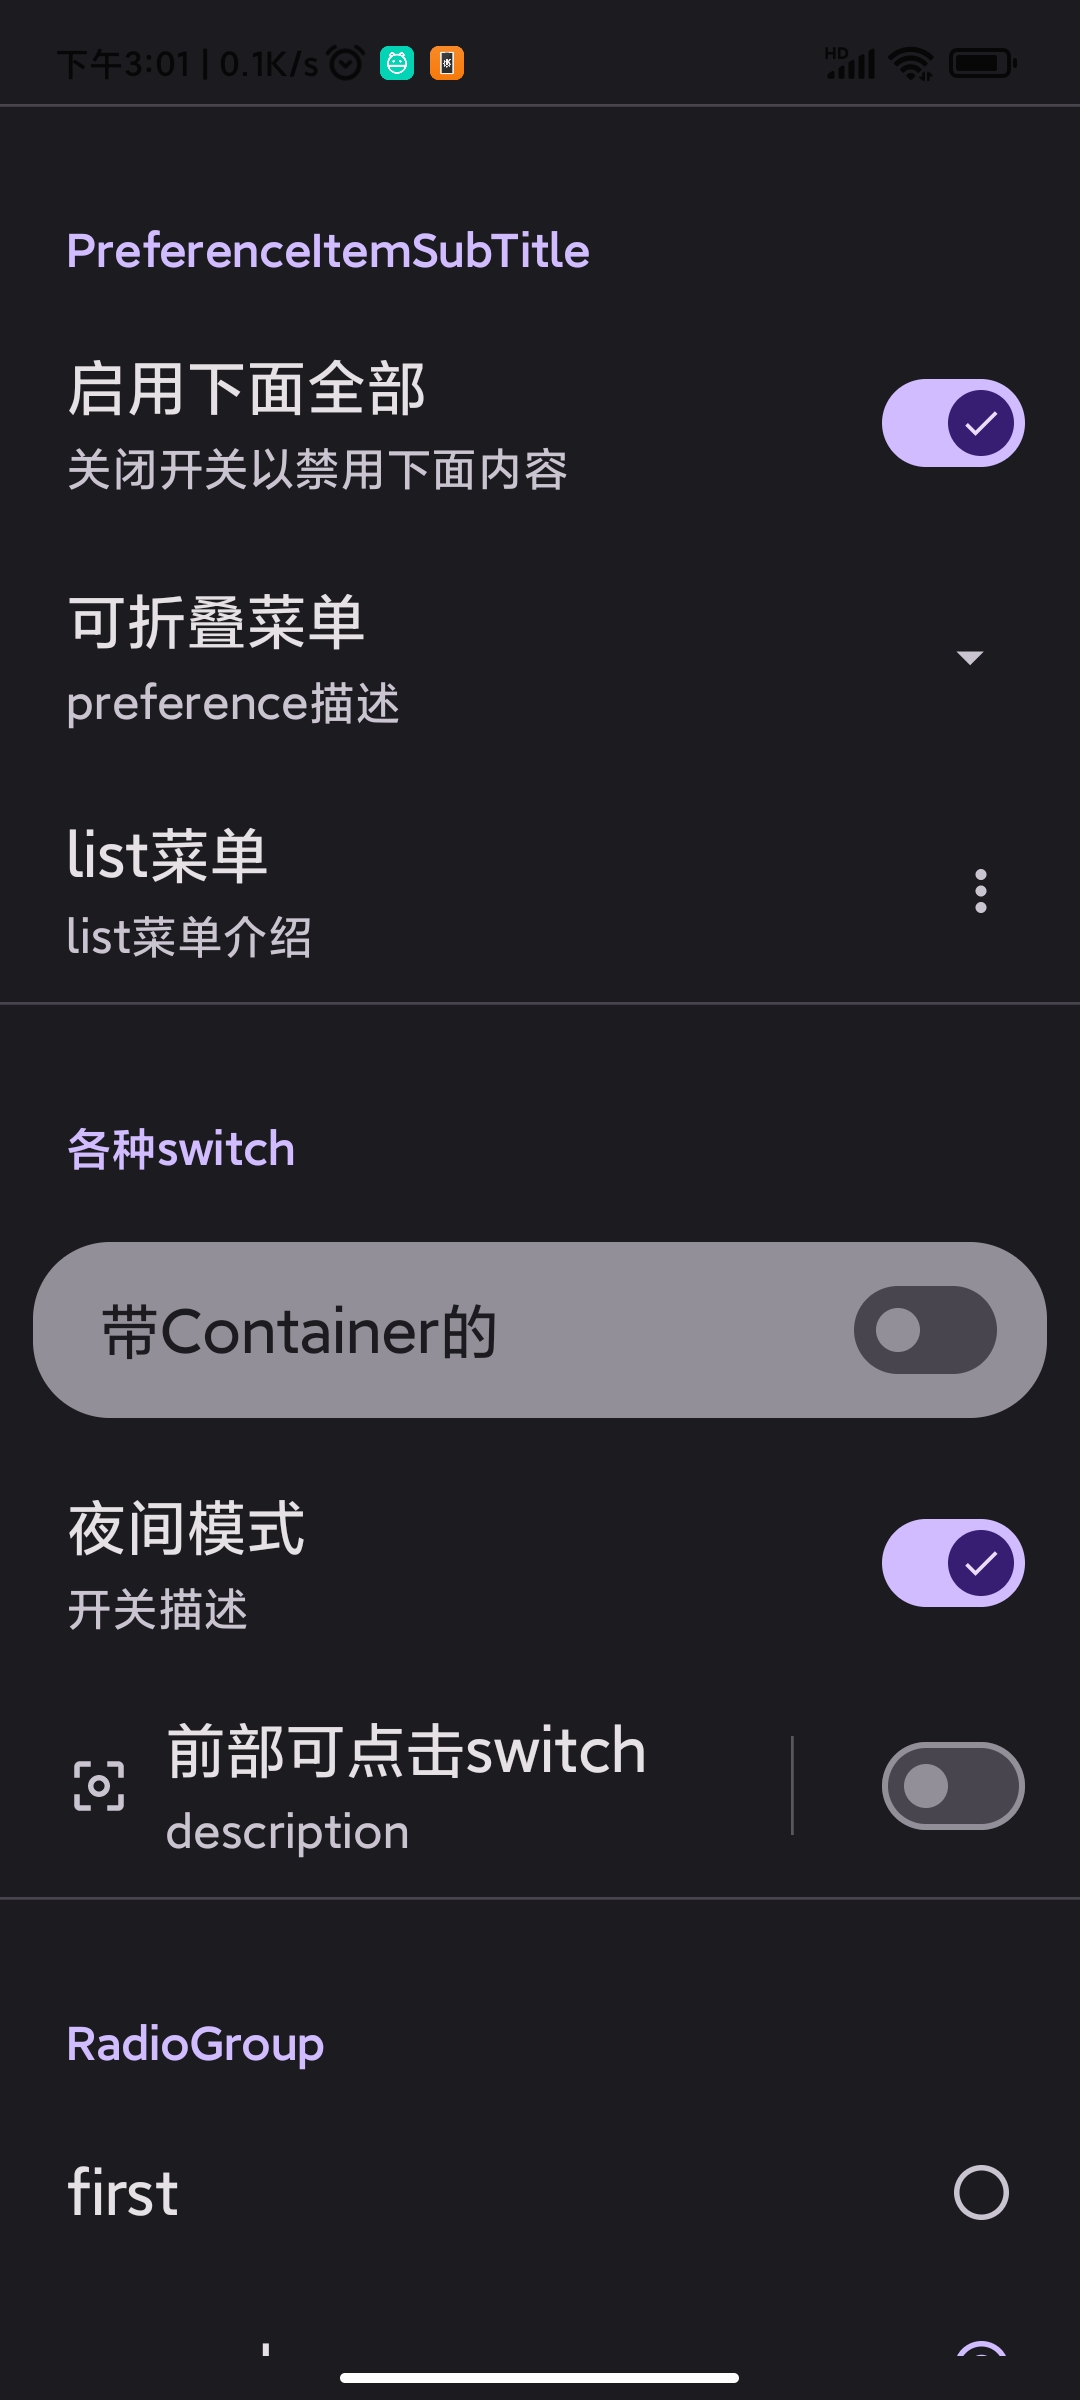 下午3:01 | 0.1K/s HD
PreferenceItemSubTitle
启用下面全部
关闭开关以禁用下面内容
可折叠菜单
preference描述
list菜单
list菜单介绍
各种switch
带Container的
夜间模式
开关描述
前部可点击switch
description
RadioGroup
first